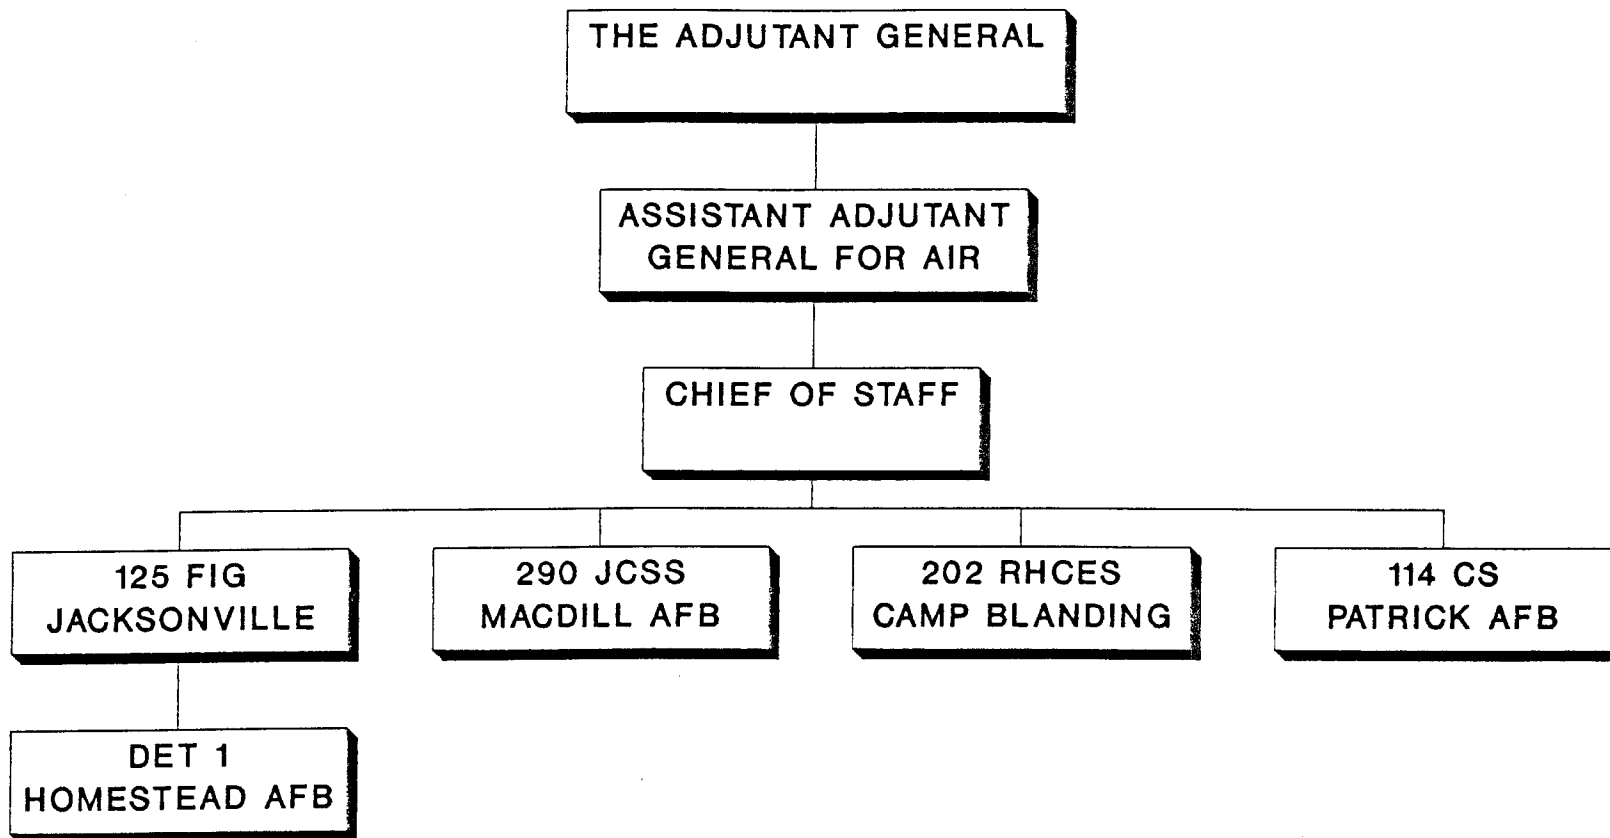 THE ADJUTANT GENERAL
ASSISTANT ADJUTANT
GENERAL FOR AIR
CHIEF OF STAFF
125 FIG
JACKSONVILLE
290 JCSS
MACDILL AFB
202 RHCES
CAMP BLANDING
114 CS
PATRICK AFB
DET 1
HOMESTEAD AFB